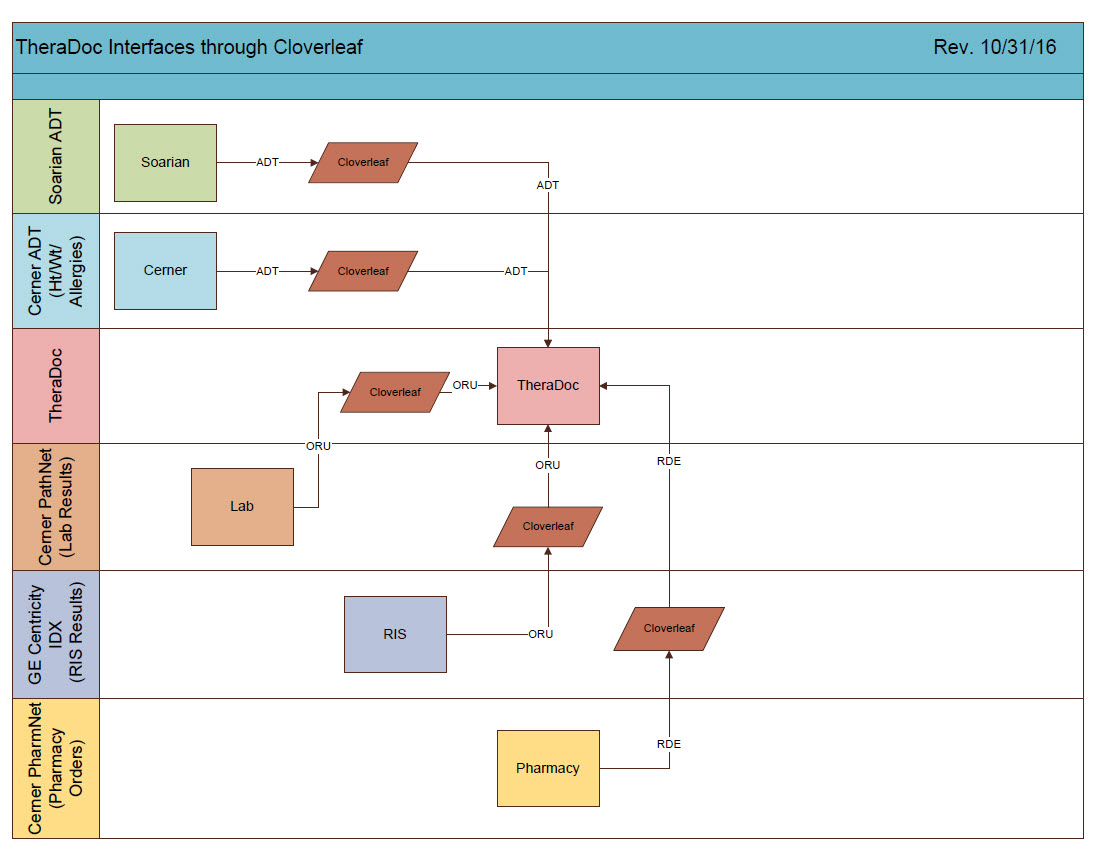 TheraDoc Interfaces through Cloverleaf
Rev. 10/31/16
Soarian ADT
Soarian
ADT
Cloverleaf
ADT
Cerner ADT
(Ht/Wt/
Allergies)
Cerner
ADT
Cloverleaf
ADT
TheraDoc
Cloverleaf
ORU
TheraDoc
ORU
Cerner PathNet
(Lab Results)
Lab
ORU
RDE
Cloverleaf
GE Centricity
IDX
(RIS Results)
RIS
ORU
Cloverleaf
Cerner PharmNet
(Pharmacy
Orders)
Pharmacy
RDE